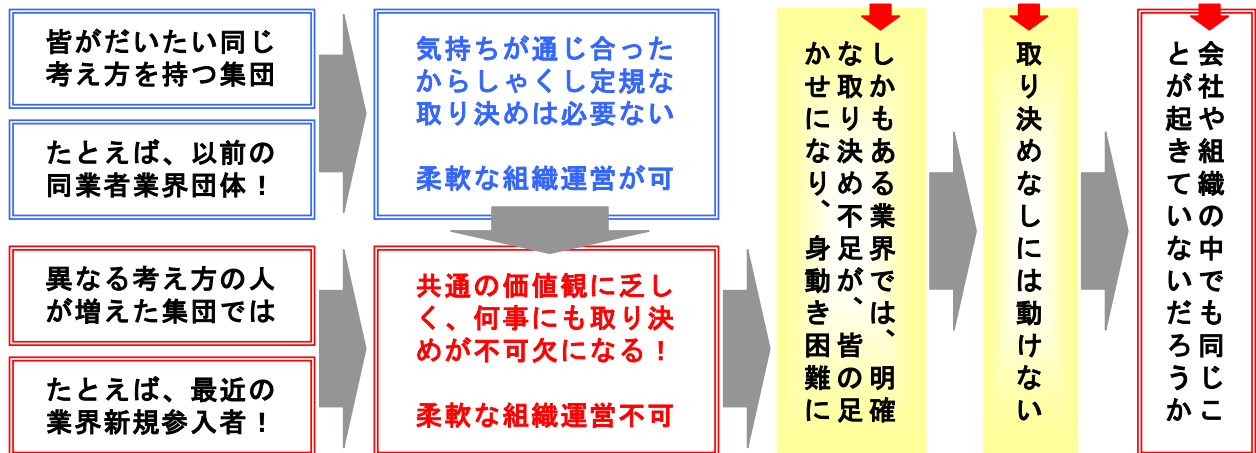 皆がだいたい同じ
考え方を持つ集団
たとえば、以前の
同業者業界団体！
気持ちが通じ合った
からしゃくし定規な
取り決めは必要ない
柔軟な組織運営が可
異なる考え方の人
が増えた集団では
たとえば、最近の
業界新規参入者！
共通の価値観に乏し
く、何事にも取り決
めが不可欠になる！
柔軟な組織運営不可
しかもある業界では、明確
な取り決め不足が、皆の足
かせになり、身動き困難に
取り決めなしには動けない
会社や組織の中でも同じこ
とが起きていないだろうか